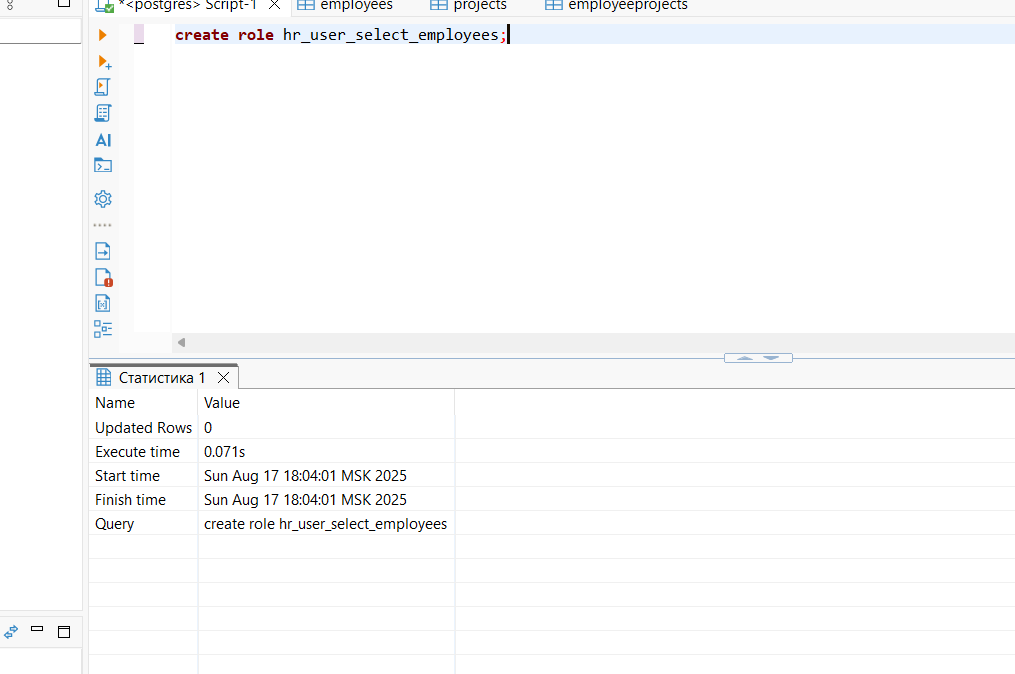 *<postgres> Script-1 employees projects employeeprojects
create role hr_user_select_employees;
AI
Статистика 1
Name Value
Updated Rows 0
Execute time 0.071s
Start time Sun Aug 17 18:04:01 MSK 2025
Finish time Sun Aug 17 18:04:01 MSK 2025
Query create role hr_user_select_employees